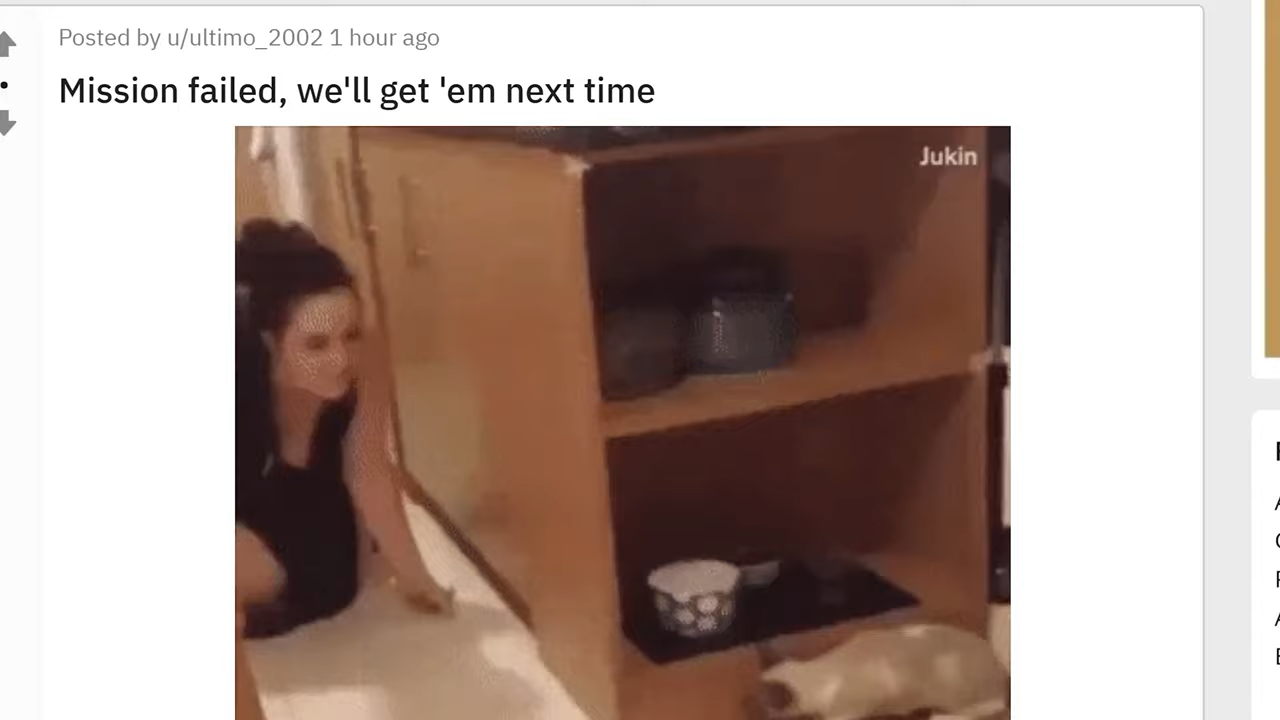 Posted by u/ultimo_2002 1 hour ago
Mission failed, we'll get 'em next time
Jukin